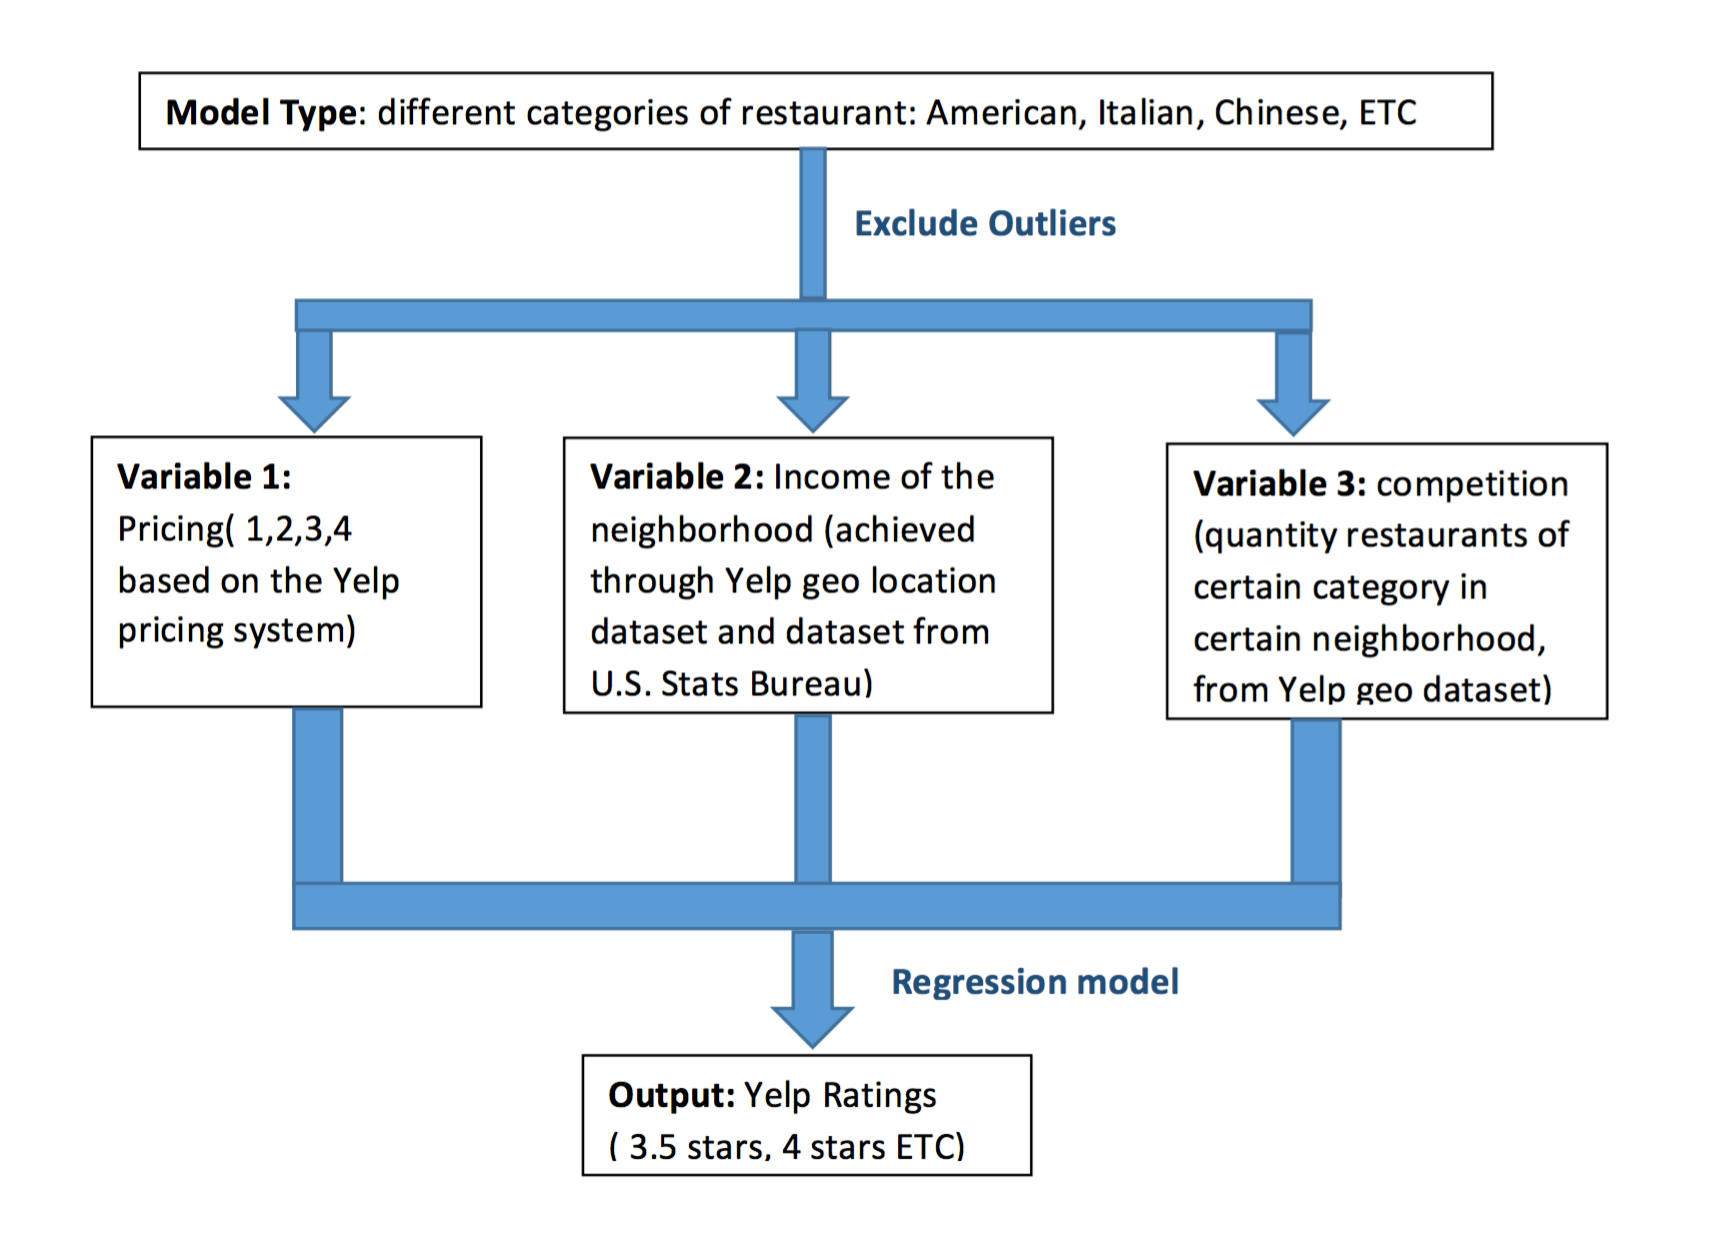 Model Type: different categories of restaurant: American, Italian, Chinese, ETC
Exclude Outliers
Variable 1:
Pricing( 1,2,3,4
based on the Yelp
pricing system)
Variable 2: Income of the
neighborhood (achieved
through Yelp geo location
dataset and dataset from
U.S. Stats Bureau)
Variable 3: competition
(quantity restaurants of
certain category in
certain neighborhood,
from Yelp geo dataset)
Regression model
Output: Yelp Ratings
( 3.5 stars, 4 stars ETC)